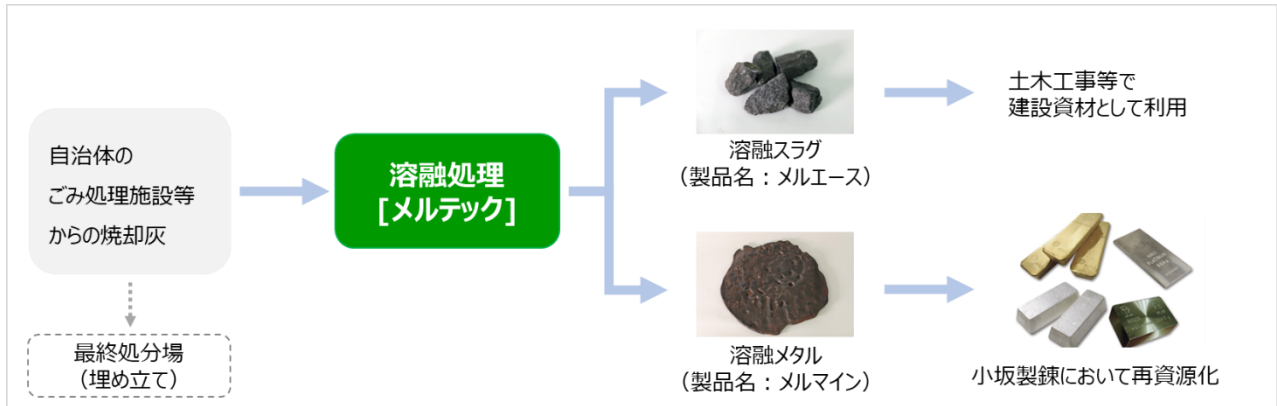 自治体の
ごみ処理施設等
からの焼却灰
最終処分場
（埋め立て）
溶融処理
[メルテック]
溶融スラグ
（製品名：メルエース）
土木工事等で
建設資材として利用
溶融メタル
（製品名：メルマイン）
小坂製錬において再資源化